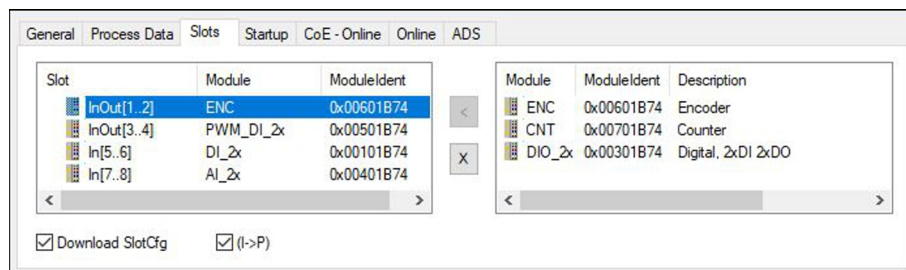 General Process Data Slots Startup CoE - Online Online ADS
Slot Module ModuleIdent
InOut[1..2] ENC 0x00601B74
InOut[3..4] PWM_DI_2x 0x00501B74
In[5..6] DI_2x 0x00101B74
In[7..8] AI_2x 0x00401B74
< >
<
X
Module ModuleIdent Description
ENC 0x00601B74 Encoder
CNT 0x00701B74 Counter
DIO_2x 0x00301B74 Digital, 2xDI 2xDO
< >
Download SlotCfg (I->P)